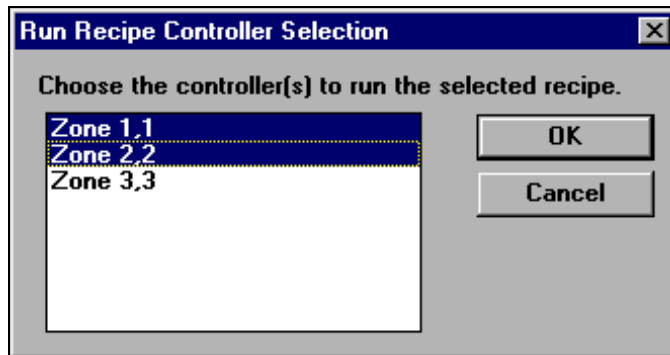 Run Recipe Controller Selection
Choose the controller(s) to run the selected recipe.
Zone 1,1
Zone 2,2
Zone 3,3
OK
Cancel